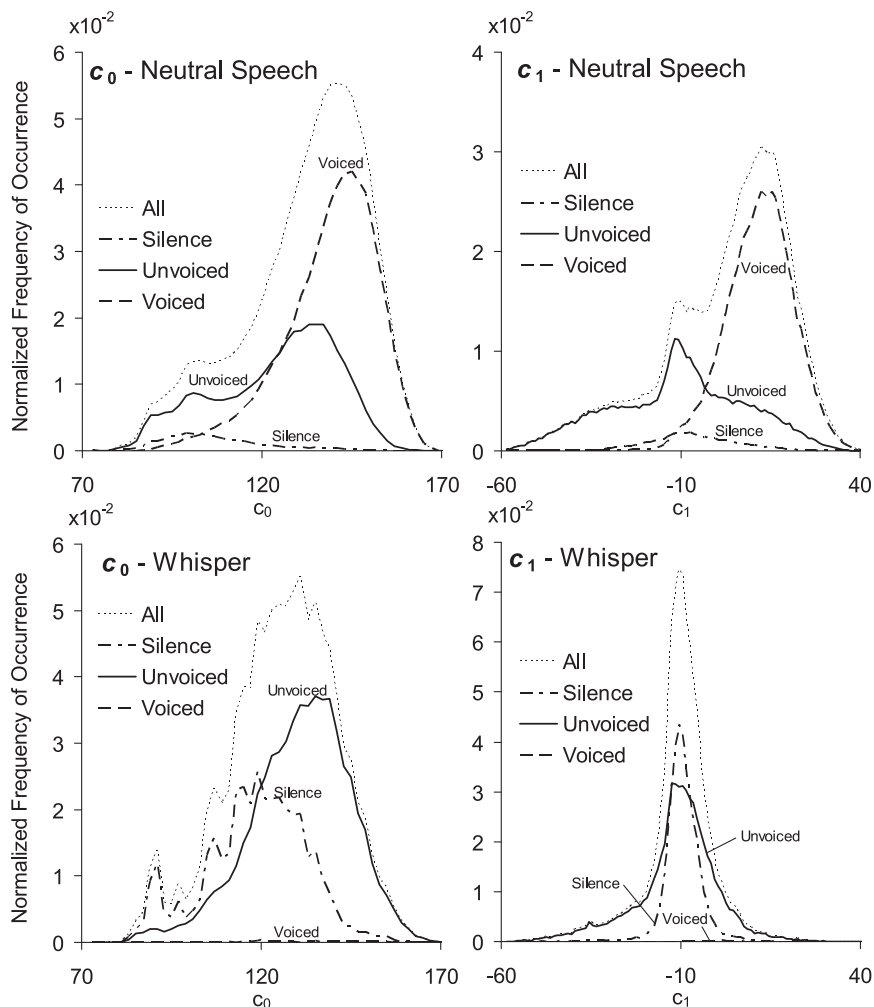 x10-2
c0 - Neutral Speech
Normalized Frequency of Occurrence
6
5
4
3
2
1
0
All
Silence
Unvoiced
Voiced
Voiced
Unvoiced
Silence
70
120
170
c0
x10-2
c1 - Neutral Speech
4
3
2
1
0
All
Silence
Unvoiced
Voiced
Voiced
Unvoiced
Silence
-60
-10
40
c1
x10-2
c0 - Whisper
Normalized Frequency of Occurrence
6
5
4
3
2
1
0
All
Silence
Unvoiced
Voiced
Unvoiced
Silence
Voiced
70
120
170
c0
x10-2
c1 - Whisper
8
7
6
5
4
3
2
1
0
All
Silence
Unvoiced
Voiced
Unvoiced
Silence
Voiced
-60
-10
40
c1